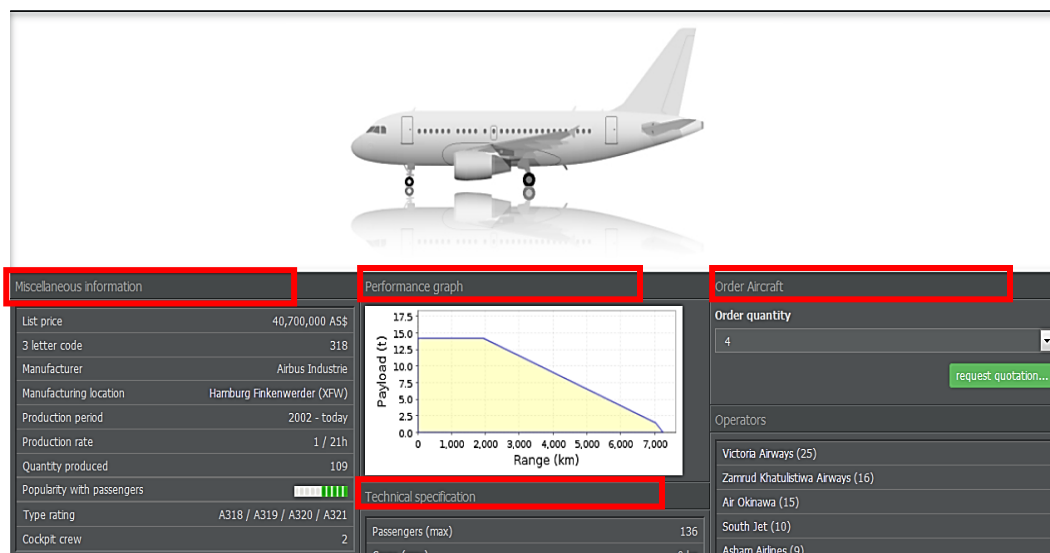 Miscellaneous information
List price 40,700,000 AS$
3 letter code 318
Manufacturer Airbus Industrie
Manufacturing location Hamburg Finkenwerder (XFW)
Production period 2002 - today
Production rate 1 / 21h
Quantity produced 109
Popularity with passengers
Type rating A318 / A319 / A320 / A321
Cockpit crew 2
Performance graph
Payload (t)
17.5
15.0
12.5
10.0
7.5
5.0
2.5
0.0
0 1,000 2,000 3,000 4,000 5,000 6,000 7,000
Range (km)
Technical specification
Passengers (max) 136
Order Aircraft
Order quantity
4
request quotation...
Operators
Victoria Airways (25)
Zamrud Khatulistiwa Airways (16)
Air Okinawa (15)
South Jet (10)
Asham Airlines (9)